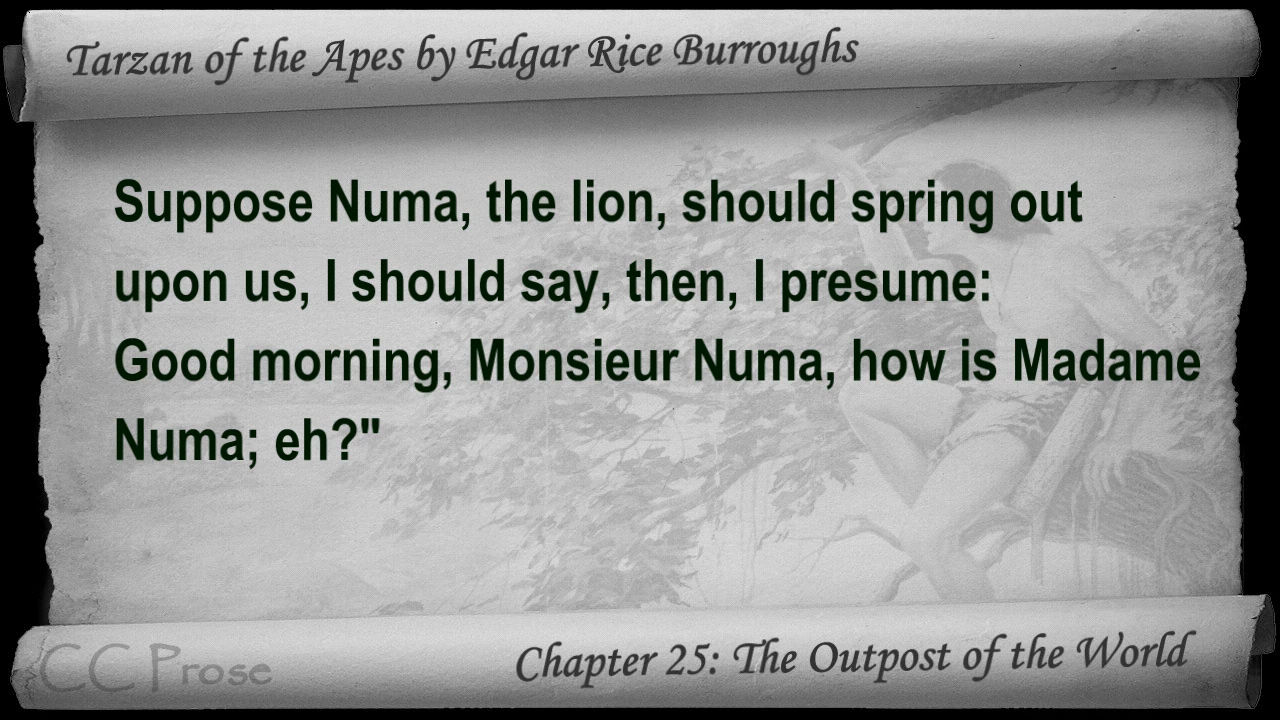 Tarzan of the Apes by Edgar Rice Burroughs
Suppose Numa, the lion, should spring out
upon us, I should say, then, I presume:
Good morning, Monsieur Numa, how is Madame
Numa; eh?"
CC Prose
Chapter 25: The Outpost of the World